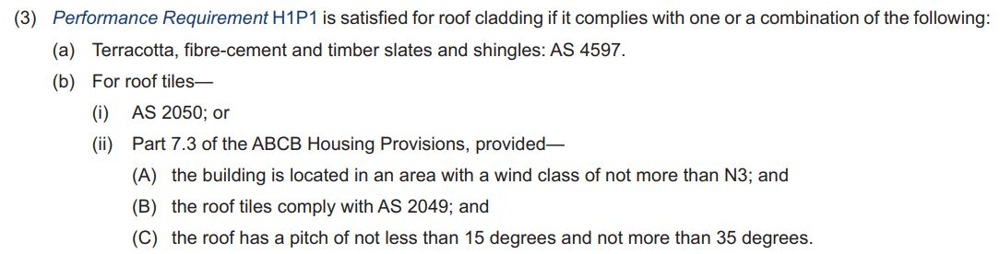 (3) Performance Requirement H1P1 is satisfied for roof cladding if it complies with one or a combination of the following:
(a) Terracotta, fibre-cement and timber slates and shingles: AS 4597.
(b) For roof tiles—
(i) AS 2050; or
(ii) Part 7.3 of the ABCB Housing Provisions, provided—
(A) the building is located in an area with a wind class of not more than N3; and
(B) the roof tiles comply with AS 2049; and
(C) the roof has a pitch of not less than 15 degrees and not more than 35 degrees.